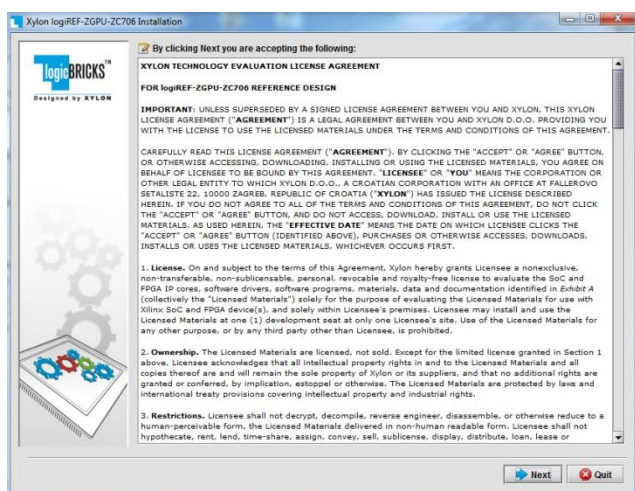 Xylon logiREF-ZGPU-ZC706 Installation
logicBRICKS™
Designed by XYLON
By clicking Next you are accepting the following:
XYLON TECHNOLOGY EVALUATION LICENSE AGREEMENT
FOR logiREF-ZGPU-ZC706 REFERENCE DESIGN
IMPORTANT: UNLESS SUPERSEDED BY A SIGNED LICENSE AGREEMENT BETWEEN YOU AND XYLON, THIS XYLON
LICENSE AGREEMENT ("AGREEMENT") IS A LEGAL AGREEMENT BETWEEN YOU AND XYLON D.O.O. PROVIDING YOU
WITH THE LICENSE TO USE THE LICENSED MATERIALS UNDER THE TERMS AND CONDITIONS OF THIS AGREEMENT.
CAREFULLY READ THIS LICENSE AGREEMENT ("AGREEMENT"). BY CLICKING THE "ACCEPT" OR "AGREE" BUTTON,
OR OTHERWISE ACCESSING, DOWNLOADING, INSTALLING OR USING THE LICENSED MATERIALS, YOU AGREE ON
BEHALF OF LICENSEE TO BE BOUND BY THIS AGREEMENT. "LICENSEE" OR "YOU" MEANS THE CORPORATION OR
OTHER LEGAL ENTITY TO WHICH XYLON D.O.O., A CROATIAN CORPORATION WITH AN OFFICE AT FALLEROVO
SETALISTE 22, 10000 ZAGREB, REPUBLIC OF CROATIA ("XYLON") HAS ISSUED THE LICENSE DESCRIBED
HEREIN. IF YOU DO NOT AGREE TO ALL OF THE TERMS AND CONDITIONS OF THIS AGREEMENT, DO NOT CLICK
THE "ACCEPT" OR "AGREE" BUTTON, AND DO NOT ACCESS, DOWNLOAD, INSTALL OR USE THE LICENSED
MATERIALS. AS USED HEREIN, THE "EFFECTIVE DATE" MEANS THE DATE ON WHICH LICENSEE CLICKS THE
"ACCEPT" OR "AGREE" BUTTON (IDENTIFIED ABOVE), PURCHASES OR OTHERWISE ACCESSES, DOWNLOADS,
INSTALLS OR USES THE LICENSED MATERIALS, WHICHEVER OCCURS FIRST.
1. License. On and subject to the terms of this Agreement, Xylon hereby grants Licensee a nonexclusive,
non-transferable, non-sublicensable, personal, revocable and royalty-free license to evaluate the SoC and
FPGA IP cores, software drivers, software programs, materials, data and documentation identified in Exhibit A
(collectively the "Licensed Materials") solely for the purpose of evaluating the Licensed Materials for use with
Xilinx SoC and FPGA device(s), and solely within Licensee's premises. Licensee may install and use the
Licensed Materials at one (1) development seat at only one Licensee's site. Use of the Licensed Materials for
any other purpose, or by any third party other than Licensee, is prohibited.
2. Ownership. The Licensed Materials are licensed, not sold. Except for the limited license granted in Section 1
above, Licensee acknowledges that all intellectual property rights in and to the Licensed Materials and all
copies thereof are and will remain the sole property of Xylon or its suppliers, and that no additional rights are
granted or conferred, by implication, estoppel or otherwise. The Licensed Materials are protected by laws and
international treaty provisions covering intellectual property and industrial rights.
3. Restrictions. Licensee shall not decrypt, decompile, reverse engineer, disassemble, or otherwise reduce to a
human-perceivable form, the Licensed Materials delivered in non-human readable form. Licensee shall not
hypothecate, rent, lend, time-share, assign, convey, sell, sublicense, display, distribute, loan, lease or
Next
Quit